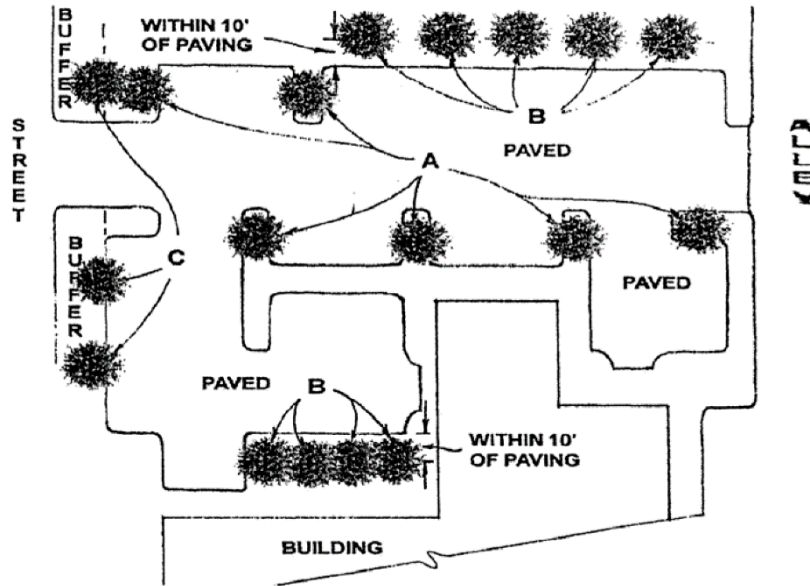 BUFFER
WITHIN 10'
OF PAVING
B
PAVED
STREET
ALLEY
A
C
BUFFER
PAVED
PAVED
B
WITHIN 10'
OF PAVING
BUILDING